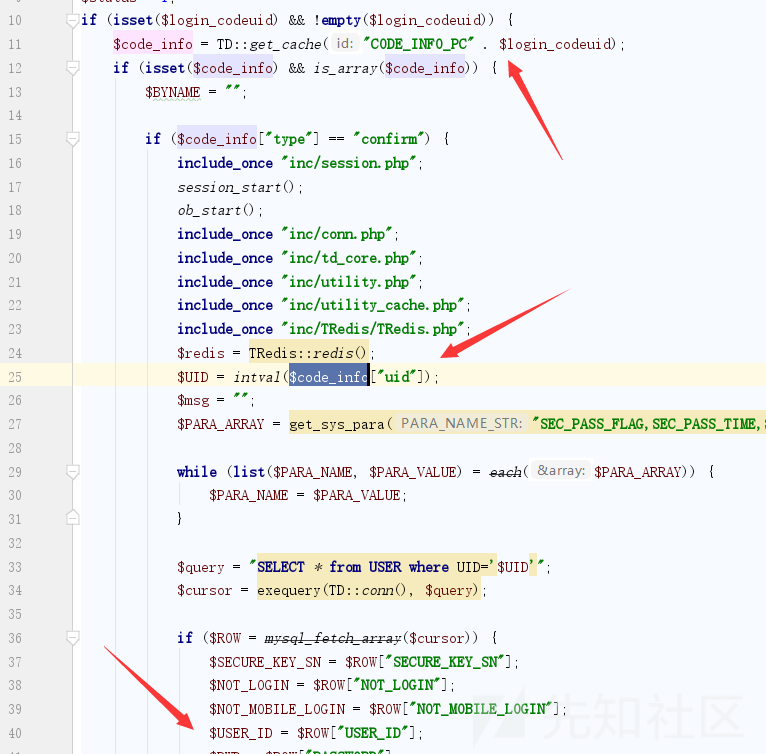 10 if (isset($login_codeuid) && !empty($login_codeuid)) {
11 $code_info = TD::get_cache( id: "CODE_INFO_PC" . $login_codeuid);
12 if (isset($code_info) && is_array($code_info)) {
13 $BYNAME = "";
14
15 if ($code_info["type"] == "confirm") {
16 include_once "inc/session.php";
17 session_start();
18 ob_start();
19 include_once "inc/conn.php";
20 include_once "inc/td_core.php";
21 include_once "inc/utility.php";
22 include_once "inc/utility_cache.php";
23 include_once "inc/TRedis/TRedis.php";
24 $redis = TRedis::redis();
25 $UID = intval($code_info["uid"]);
26 $msg = "";
27 $PARA_ARRAY = get_sys_para( PARA_NAME_STR: "SEC_PASS_FLAG,SEC_PASS_TIME,
28
29 while (list($PARA_NAME, $PARA_VALUE) = each( &array: $PARA_ARRAY)) {
30 $PARA_NAME = $PARA_VALUE;
31 }
32
33 $query = "SELECT * from USER where UID='$UID'";
34 $cursor = exequery(TD::conn(), $query);
35
36 if ($ROW = mysql_fetch_array($cursor)) {
37 $SECURE_KEY_SN = $ROW["SECURE_KEY_SN"];
38 $NOT_LOGIN = $ROW["NOT_LOGIN"];
39 $NOT_MOBILE_LOGIN = $ROW["NOT_MOBILE_LOGIN"];
40 $USER_ID = $ROW["USER_ID"];
先知社区